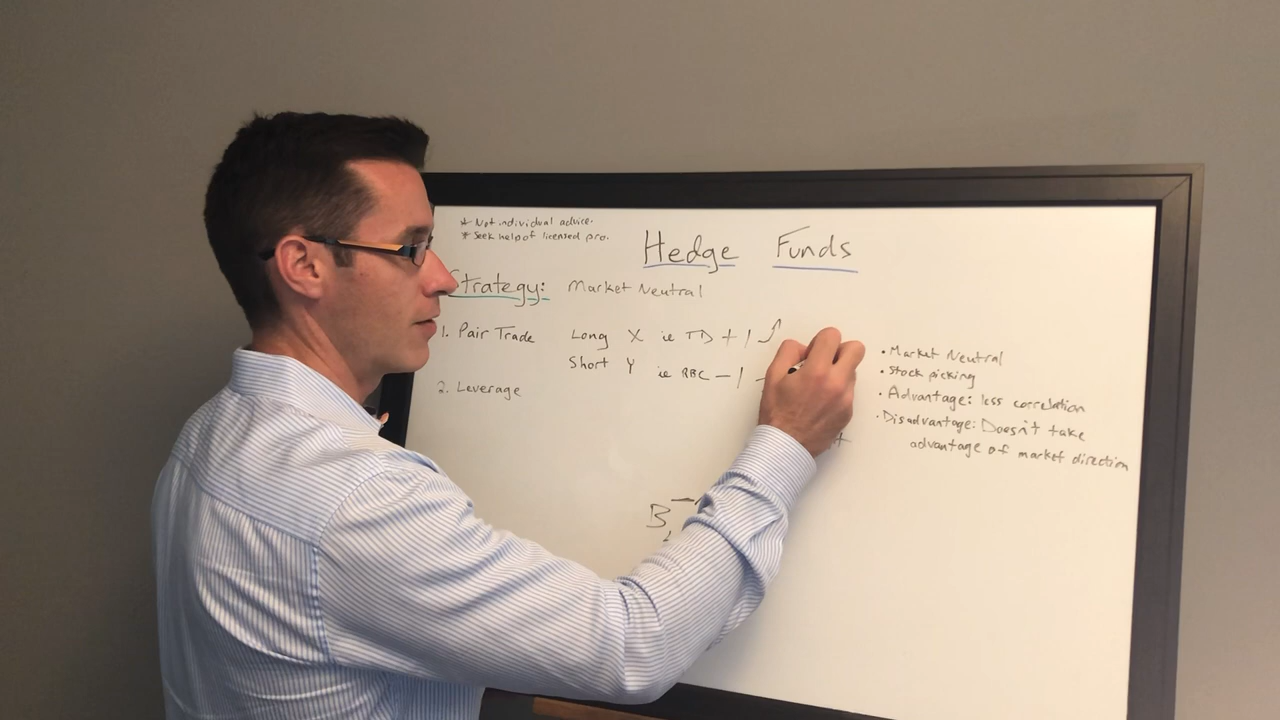 * Not individual advice.
* Seek help of licensed pro.
Hedge Funds
Strategy: Market Neutral
1. Pair Trade Long X ie TD +1
Short Y ie RBC -1
2. Leverage
• Market Neutral
• Stock picking
• Advantage: less correlation
• Disadvantage: Doesn't take
advantage of market direction
B